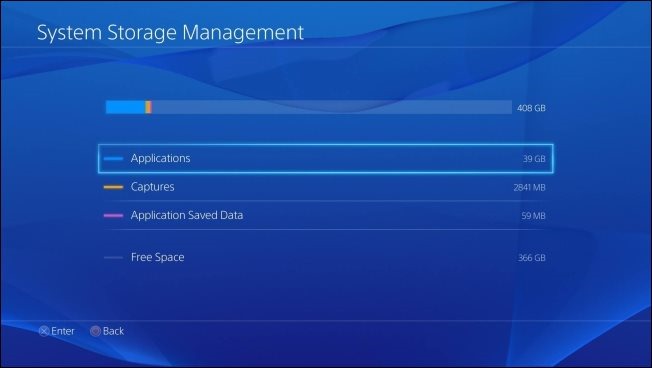 System Storage Management
408 GB
Applications 39 GB
Captures 2841 MB
Application Saved Data 59 MB
Free Space 366 GB
Enter Back